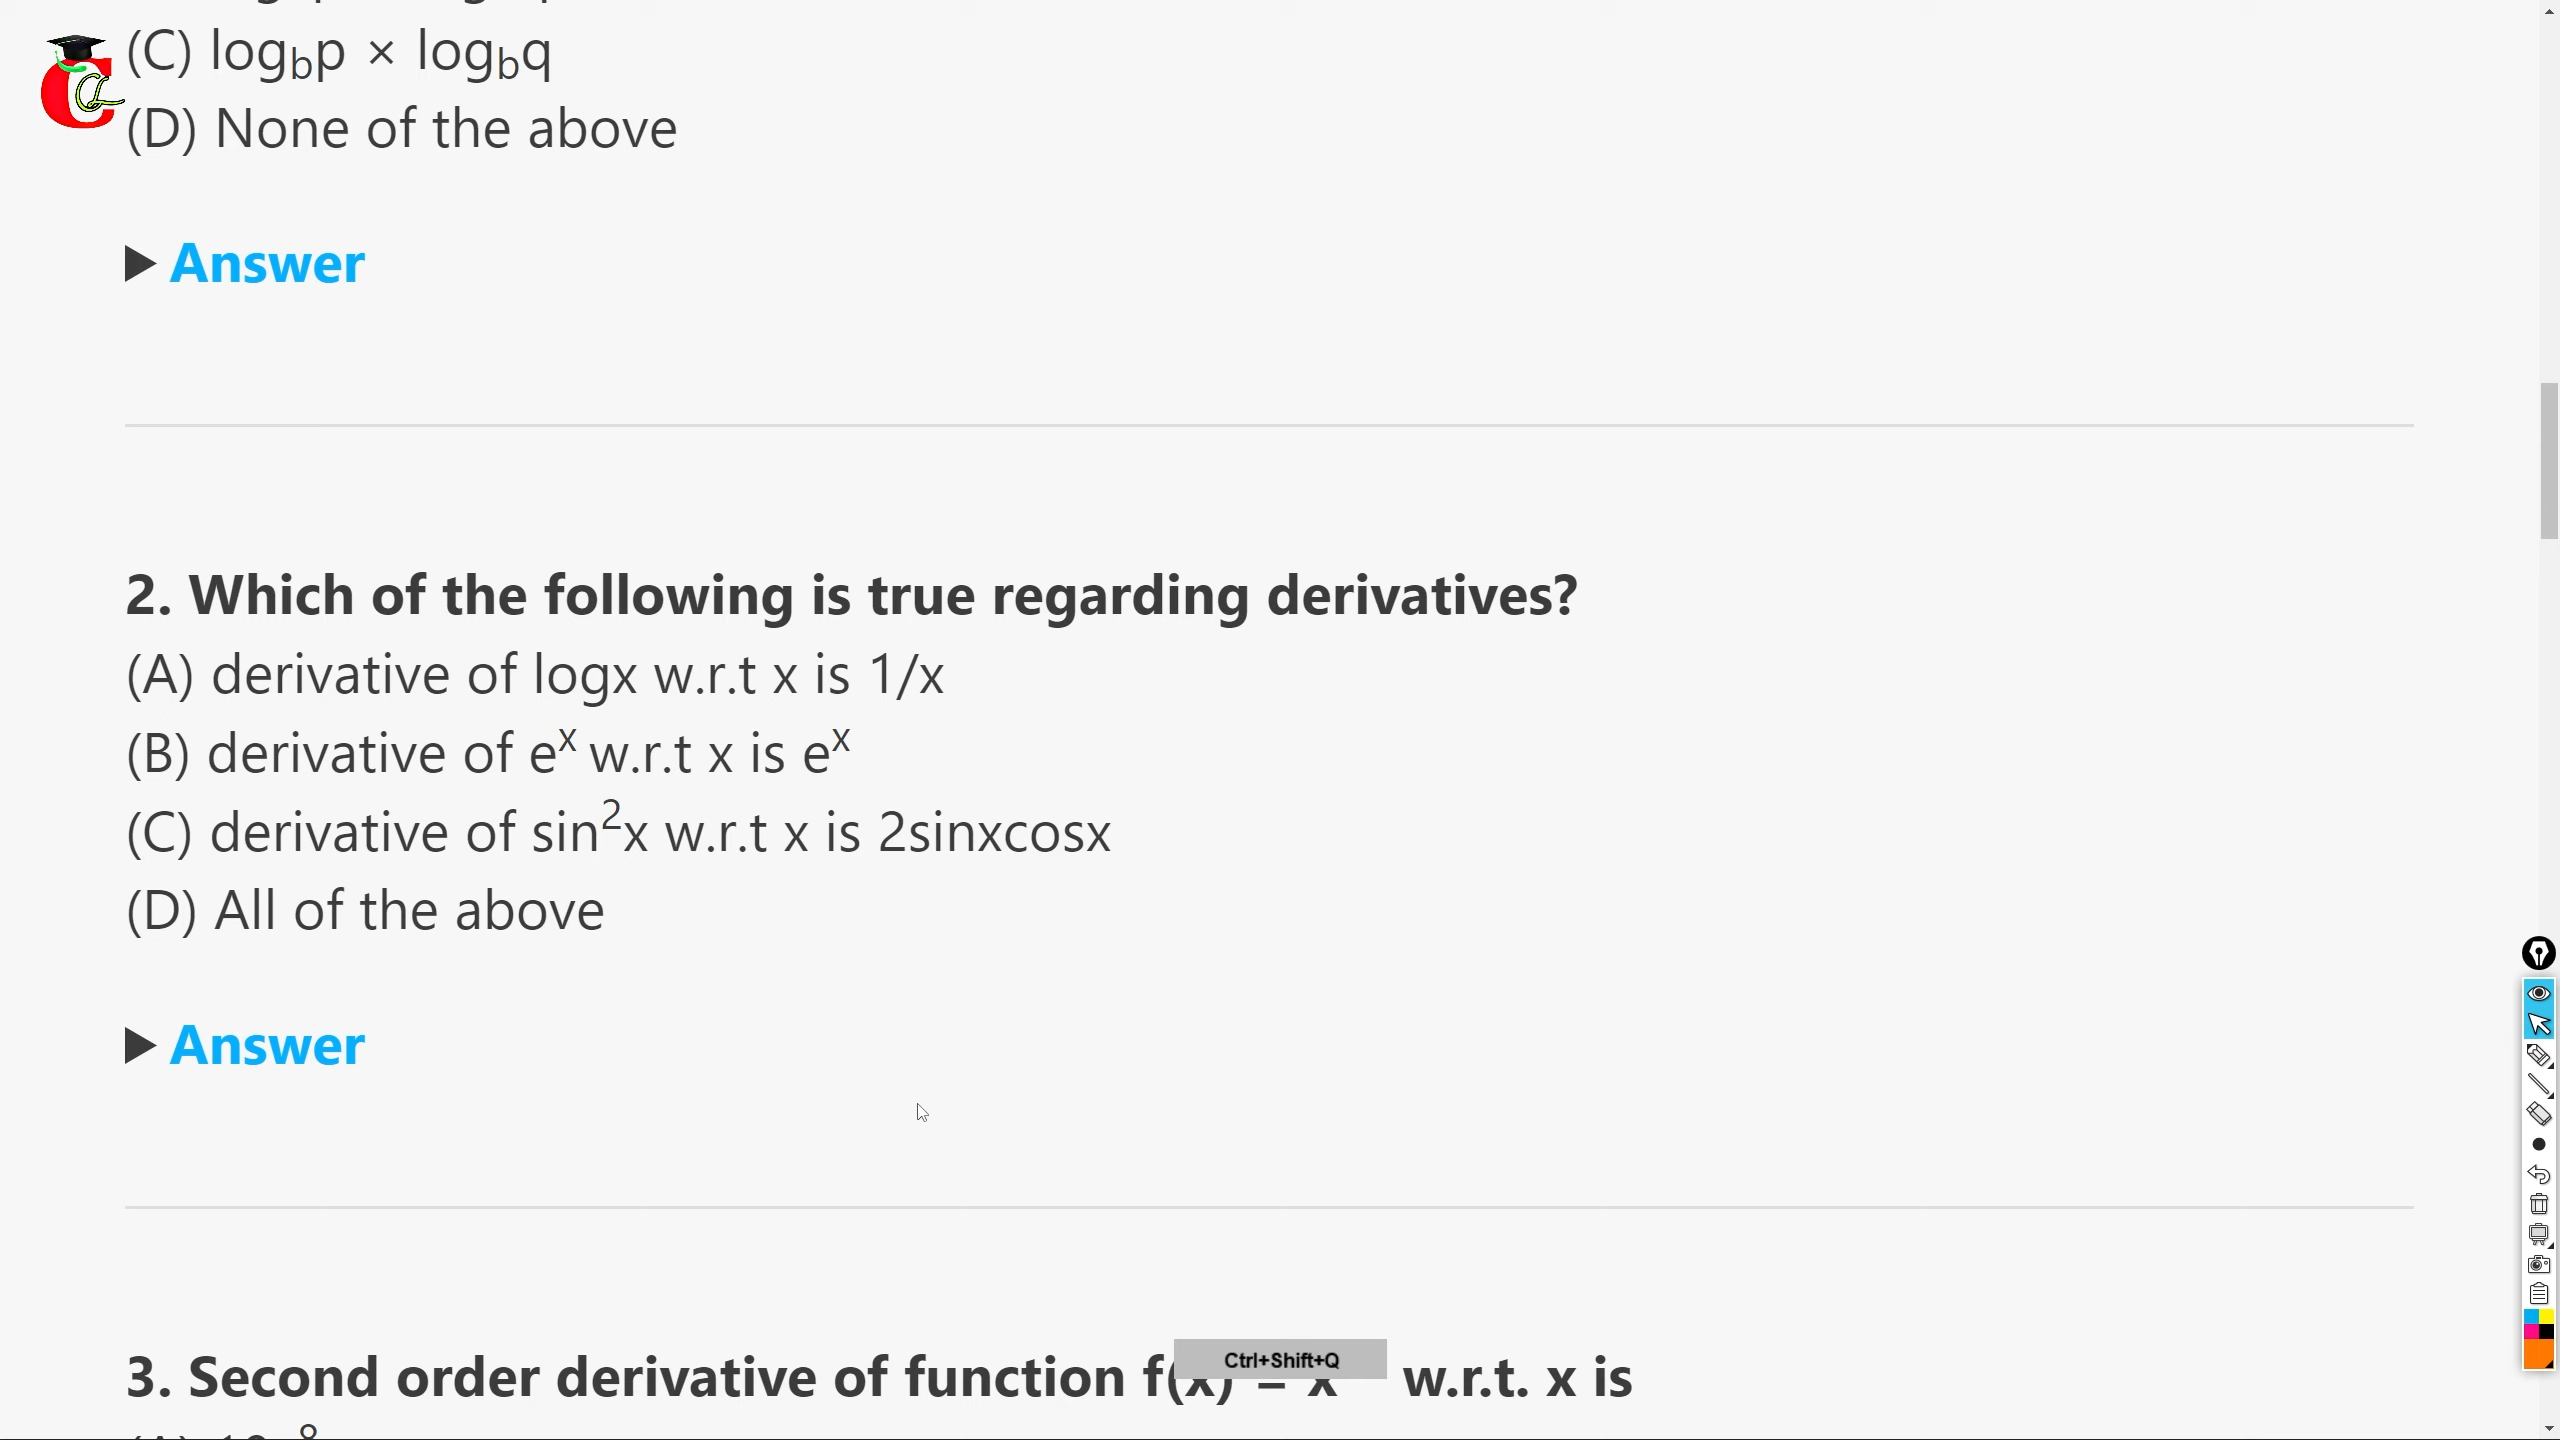 (C) log_bp × log_bq
(D) None of the above
▶ Answer
2. Which of the following is true regarding derivatives?
(A) derivative of logx w.r.t x is 1/x
(B) derivative of eˣ w.r.t x is eˣ
(C) derivative of sin²x w.r.t x is 2sinxcosx
(D) All of the above
▶ Answer
3. Second order derivative of function f(x) = x w.r.t. x is
Ctrl+Shift+Q